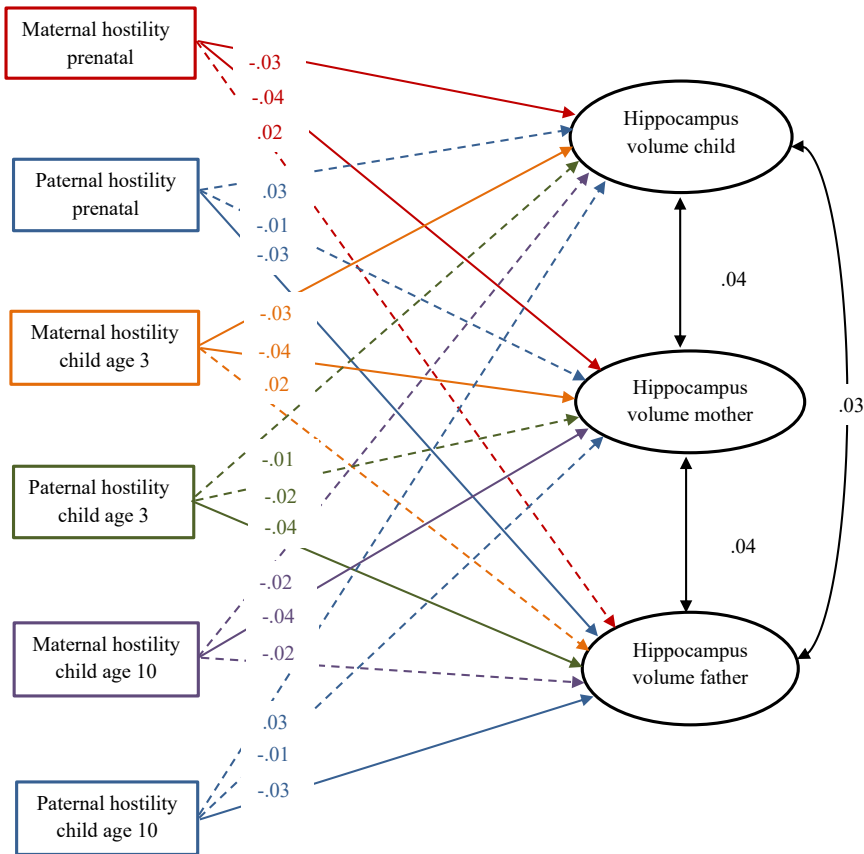 Maternal hostility
prenatal
-.03
-.04
.02
Paternal hostility
prenatal
.03
-.01
-.03
Maternal hostility
child age 3
-.03
-.04
.02
Paternal hostility
child age 3
-.01
-.02
-.04
Maternal hostility
child age 10
-.02
-.04
-.02
Paternal hostility
child age 10
.03
-.01
-.03
Hippocampus
volume child
.04
Hippocampus
volume mother
.03
.04
Hippocampus
volume father